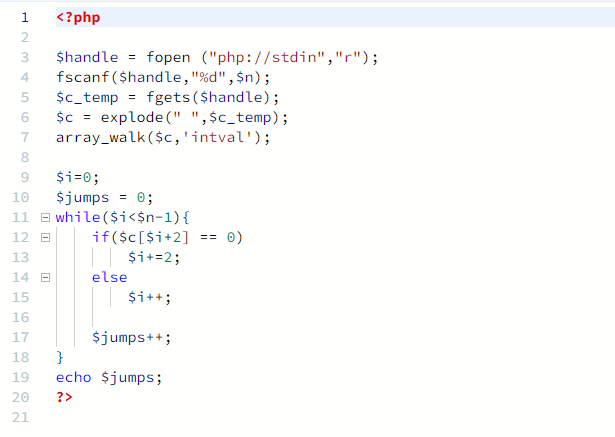 1 <?php
2
3 $handle = fopen ("php://stdin","r");
4 fscanf($handle,"%d",$n);
5 $c_temp = fgets($handle);
6 $c = explode(" ",$c_temp);
7 array_walk($c,'intval');
8
9 $i=0;
10 $jumps = 0;
11 while($i<$n-1){
12 if($c[$i+2] == 0)
13 $i+=2;
14 else
15 $i++;
16
17 $jumps++;
18 }
19 echo $jumps;
20 ?>
21